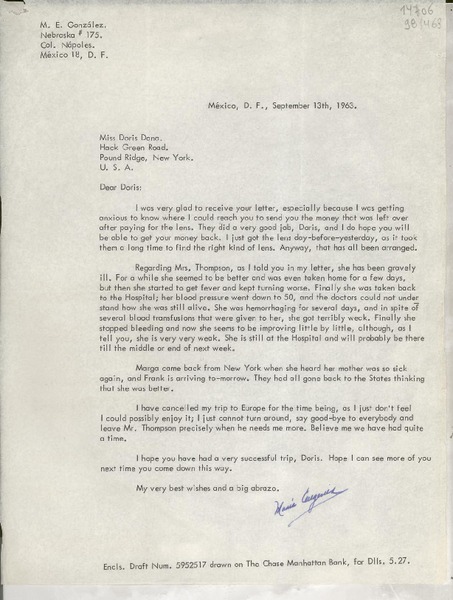 14706
98/468
M. E. González.
Nebraska # 175.
Col. Nápoles.
México 18, D. F.
México, D. F., September 13th, 1963.
Miss Doris Dana.
Hack Green Road.
Pound Ridge, New York.
U. S. A.
Dear Doris:
I was very glad to receive your letter, especially because I was getting
anxious to know where I could reach you to send you the money that was left over
after paying for the lens. They did a very good job, Doris, and I do hope you will
be able to get your money back. I just got the lens day-before-yesterday, as it took
them a long time to find the right kind of lens. Anyway, that has all been arranged.
Regarding Mrs. Thompson, as I told you in my letter, she has been gravely
ill. For a while she seemed to be better and was even taken home for a few days,
but then she started to get fever and kept turning worse. Finally she was taken back
to the Hospital; her blood pressure went down to 50, and the doctors could not under-
stand how she was still alive. She was hemorrhaging for several days, and in spite of
several blood transfusions that were given to her, she got terribly weck. Finally she
stopped bleeding and now she seems to be improving little by little, although, as I
tell you, she is very very weak. She is still at the Hospital and will probably be there
till the middle or end of next week.
Marga came back from New York when she heard her mother was so sick
again, and Frank is arriving to-morrow. They had all gone back to the States thinking
that she was better.
I have cancelled my trip to Europe for the time being, as I just don't feel
I could possibly enjoy it; I just cannot turn around, say good-bye to everybody and
leave Mr. Thompson precisely when he needs me more. Believe me we have had quite
a time.
I hope you have had a very successful trip, Doris. Hope I can see more of you
next time you come down this way.
My very best wishes and a big abrazo.
Encls. Draft Num. 5952517 drawn on The Chase Manhattan Bank, for Dlls. 5.27.